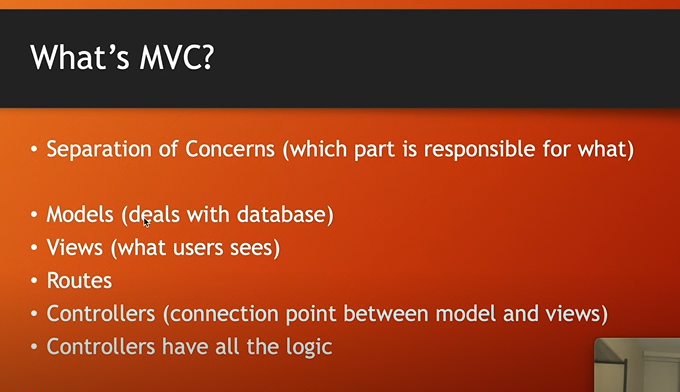 What's MVC?
• Separation of Concerns (which part is responsible for what)
• Models (deals with database)
• Views (what users sees)
• Routes
• Controllers (connection point between model and views)
• Controllers have all the logic